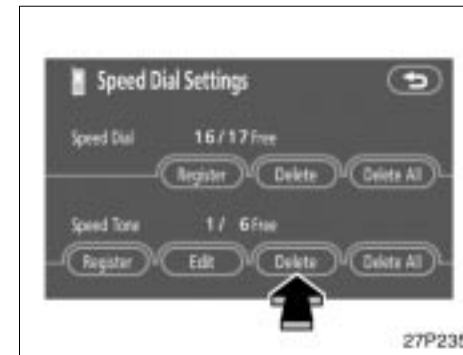 Speed Dial Settings
Speed Dial 16/17 Free
Register Delete Delete All
Speed Tone 1/ 6 Free
Register Edit Delete Delete All
27P235